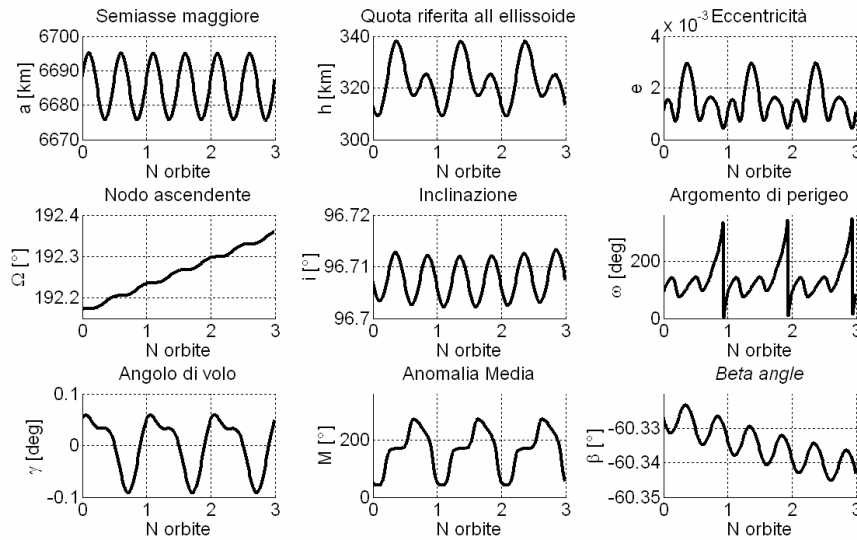 Semiasse maggiore
6700
6690
6680
6670
a [km]
0 1 2 3
N orbite
Quota riferita all ellissoide
340
320
300
h [km]
0 1 2 3
N orbite
x 10⁻³ Eccentricità
4
2
0
e
0 1 2 3
N orbite
Nodo ascendente
192.4
192.3
192.2
Ω [°]
0 1 2 3
N orbite
Inclinazione
96.72
96.71
96.7
i [°]
0 1 2 3
N orbite
Argomento di perigeo
200
0
ω [deg]
0 1 2 3
N orbite
Angolo di volo
0.1
0
-0.1
γ [deg]
0 1 2 3
N orbite
Anomalia Media
200
0
M [°]
0 1 2 3
N orbite
Beta angle
-60.33
-60.34
-60.35
β [°]
0 1 2 3
N orbite